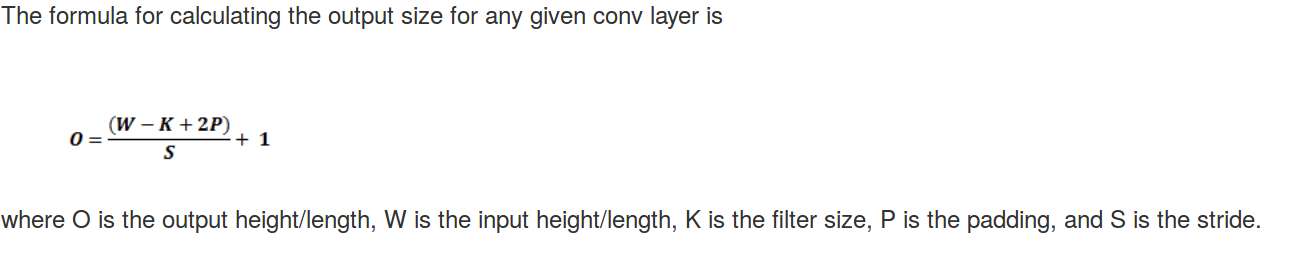 The formula for calculating the output size for any given conv layer is
O = (W − K + 2P) / S + 1
where O is the output height/length, W is the input height/length, K is the filter size, P is the padding, and S is the stride.